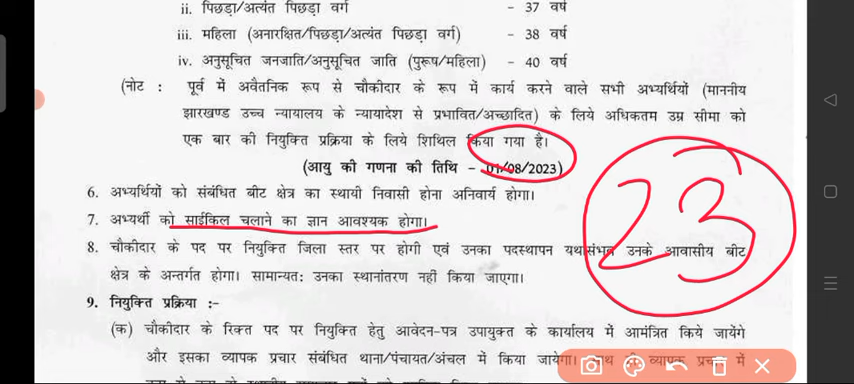 ii. पिछड़ा/अत्यंत पिछड़ा वर्ग - 37 वर्ष
iii. महिला (अनारक्षित/पिछड़ा/अत्यंत पिछड़ा वर्ग) - 38 वर्ष
iv. अनुसूचित जनजाति/अनुसूचित जाति (पुरूष/महिला) - 40 वर्ष
(नोट : पूर्व में अवैतनिक रूप से चौकीदार के रूप में कार्य करने वाले सभी अभ्यर्थियों (माननीय
झारखण्ड उच्च न्यायालय के न्यायादेश से प्रभावित/अच्छादित) के लिये अधिकतम उम्र सीमा को
एक बार की नियुक्ति प्रक्रिया के लिये शिथिल किया गया है।
(आयु की गणना की तिथि - 01/08/2023)
23
6. अभ्यर्थियों को संबंधित बीट क्षेत्र का स्थायी निवासी होना अनिवार्य होगा।
7. अभ्यर्थी को साईकिल चलाने का ज्ञान आवश्यक होगा।
8. चौकीदार के पद पर नियुक्ति जिला स्तर पर होगी एवं उनका पदस्थापन यथासंभव उनके आवासीय बीट
क्षेत्र के अन्तर्गत होगा। सामान्यत: उनका स्थानांतरण नहीं किया जाएगा।
9. नियुक्ति प्रक्रिया :-
(क) चौकीदार के रिक्त पद पर नियुक्ति हेतु आवेदन-पत्र उपायुक्त के कार्यालय में आमंत्रित किये जायेंगे
और इसका व्यापक प्रचार संबंधित थाना/पंचायत/अंचल में किया जायेगा। व्यापक में